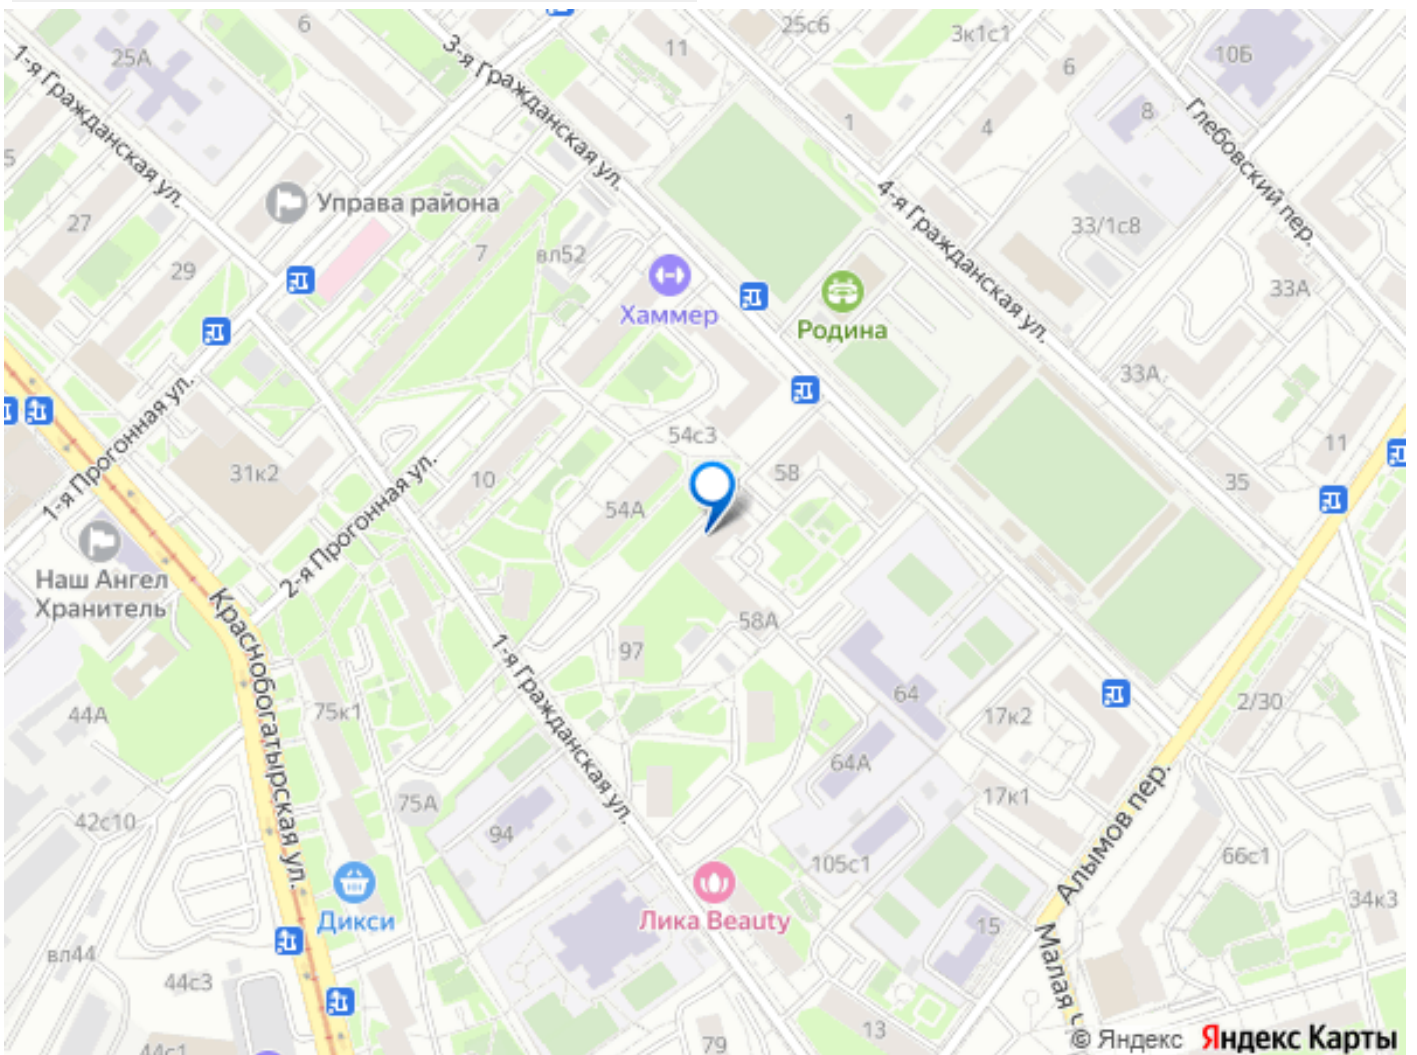 6
25с6
3к1с1
11
10Б
3-я Гражданская ул.
25А
6
1-я Гражданская ул.
8
Глебовский пер.
1
4
5
Управа района
4-я Гражданская ул.
27
33/1с8
7
вл52
29
33А
Хаммер
Родина
33А
1-я Прогонная ул.
54с3
11
31к2
2-я Прогонная ул.
10
58
35
54А
Наш Ангел
Хранитель
Краснобогатырская ул.
58А
97
1-я Гражданская ул.
64
44А
75к1
17к2
2/30
64А
75А
17к1
42с10
Алымов пер.
94
105с1
66с1
34к3
Дикси
Лика Beauty
15
вл44
Малая
44с3
13
79
44с1
© Яндекс Яндекс Карты